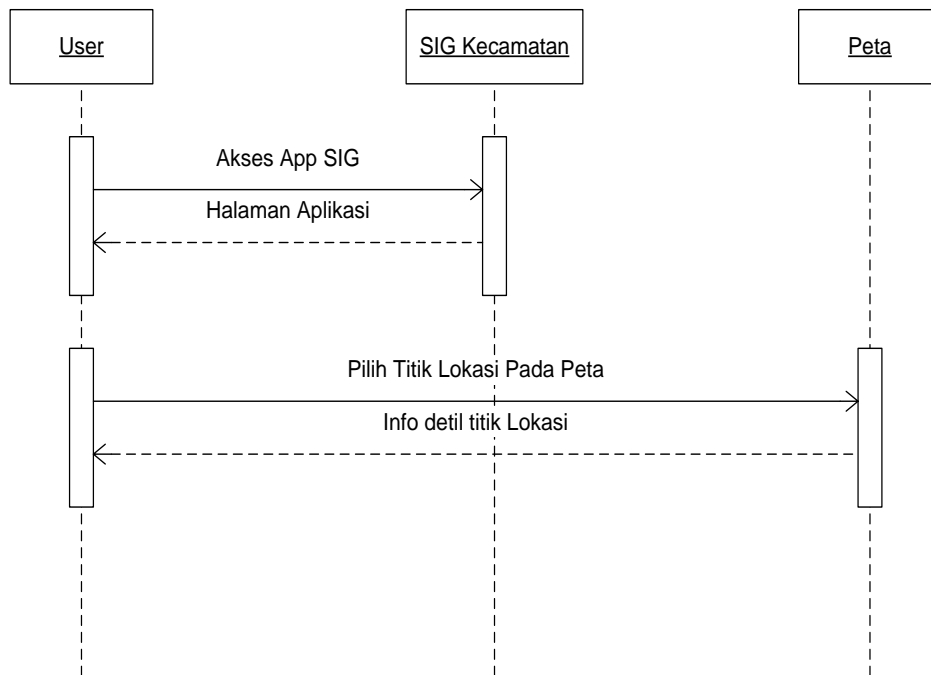 User
SIG Kecamatan
Peta
Akses App SIG
Halaman Aplikasi
Pilih Titik Lokasi Pada Peta
Info detil titik Lokasi